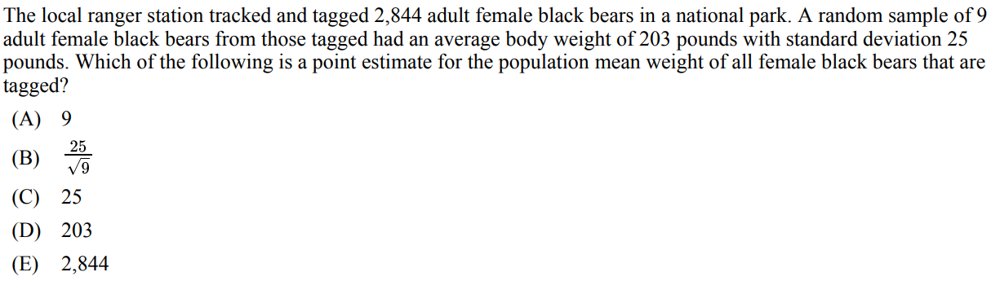 The local ranger station tracked and tagged 2,844 adult female black bears in a national park. A random sample of 9
adult female black bears from those tagged had an average body weight of 203 pounds with standard deviation 25
pounds. Which of the following is a point estimate for the population mean weight of all female black bears that are
tagged?
(A) 9
(B) 25/√9
(C) 25
(D) 203
(E) 2,844